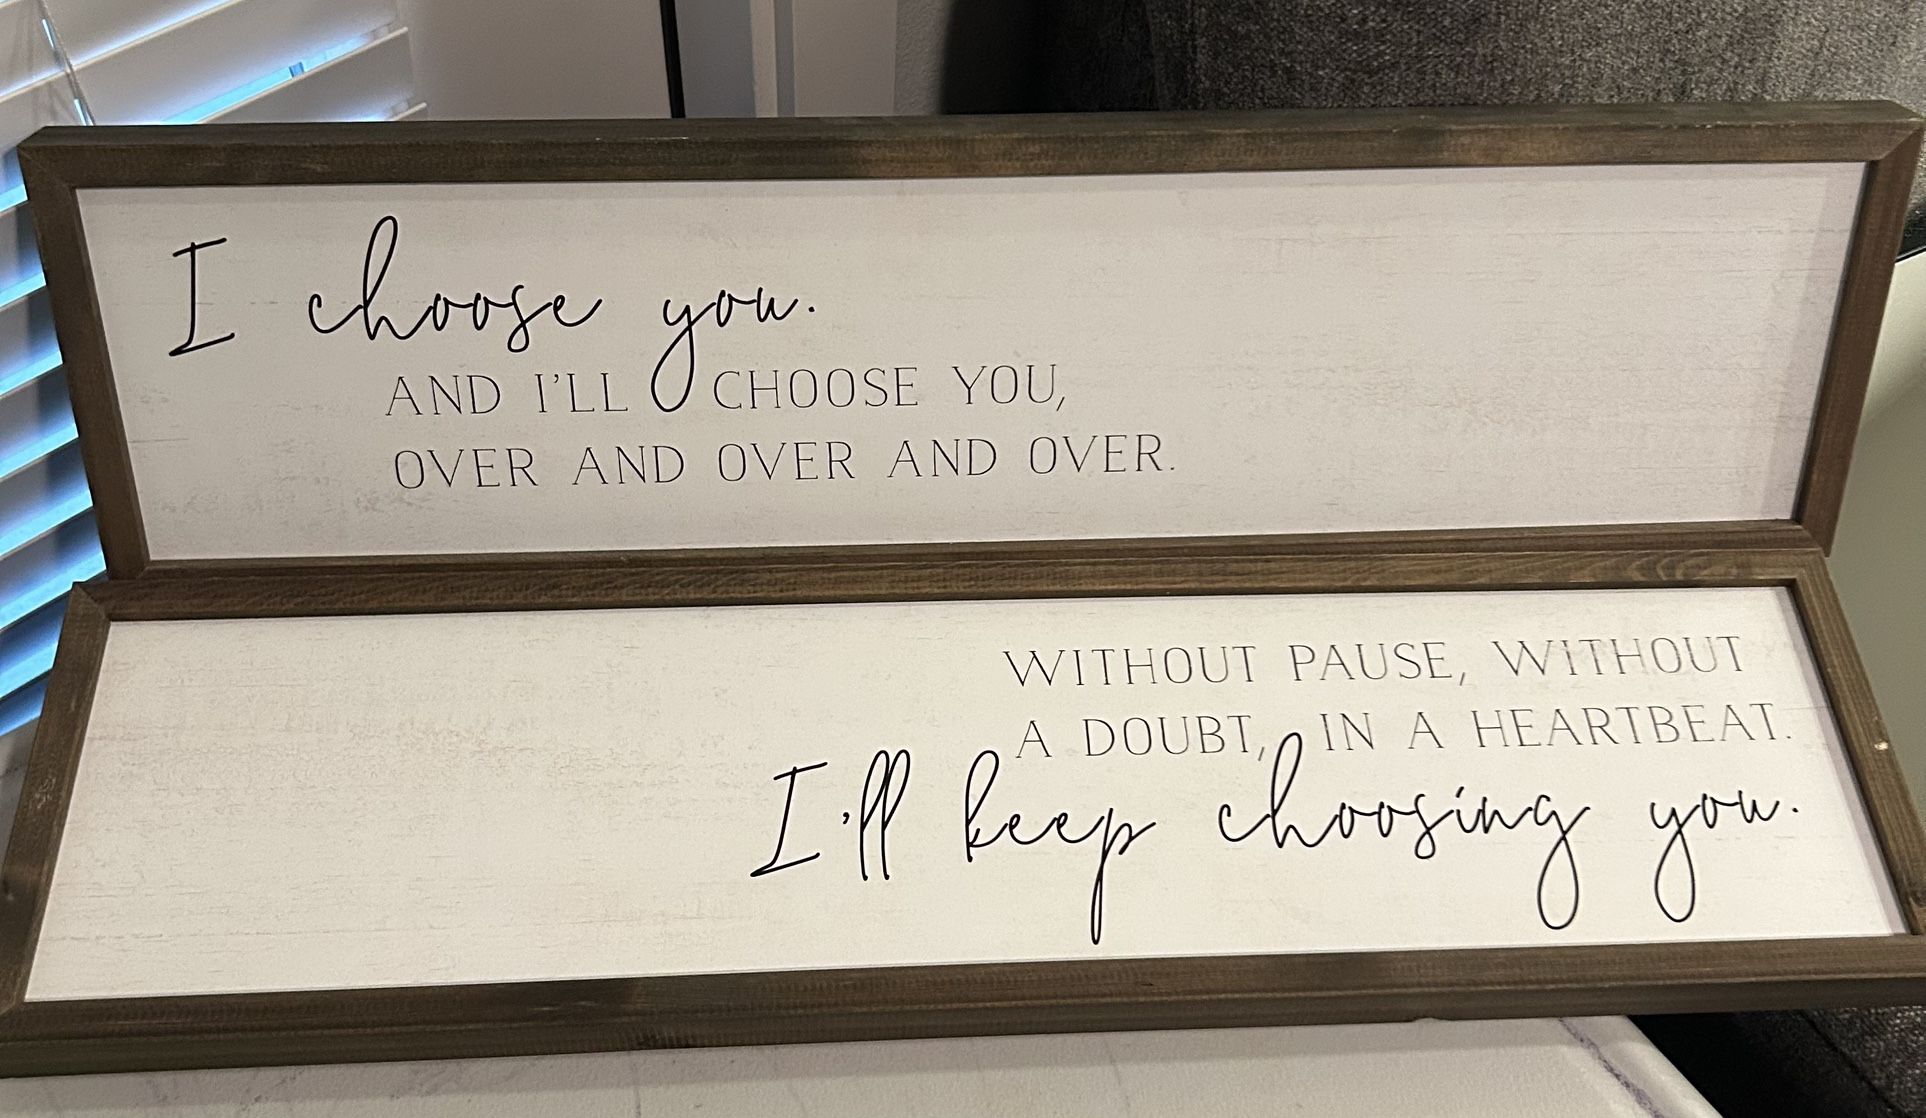 I choose you.
AND I'LL CHOOSE YOU,
OVER AND OVER AND OVER.
WITHOUT PAUSE, WITHOUT
A DOUBT, IN A HEARTBEAT.
I'll keep choosing you.